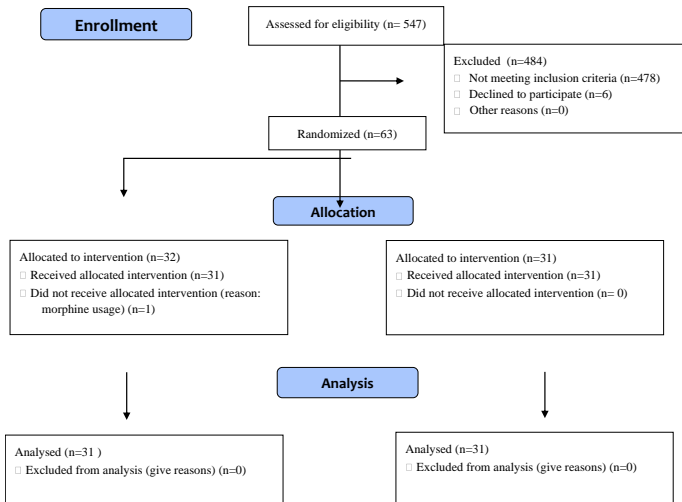 Enrollment
Assessed for eligibility (n= 547)
Excluded (n=484)
Not meeting inclusion criteria (n=478)
Declined to participate (n=6)
Other reasons (n=0)
Randomized (n=63)
Allocation
Allocated to intervention (n=32)
Received allocated intervention (n=31)
Did not receive allocated intervention (reason:
morphine usage) (n=1)
Allocated to intervention (n=31)
Received allocated intervention (n=31)
Did not receive allocated intervention (n= 0)
Analysis
Analysed (n=31 )
Excluded from analysis (give reasons) (n=0)
Analysed (n=31)
Excluded from analysis (give reasons) (n=0)